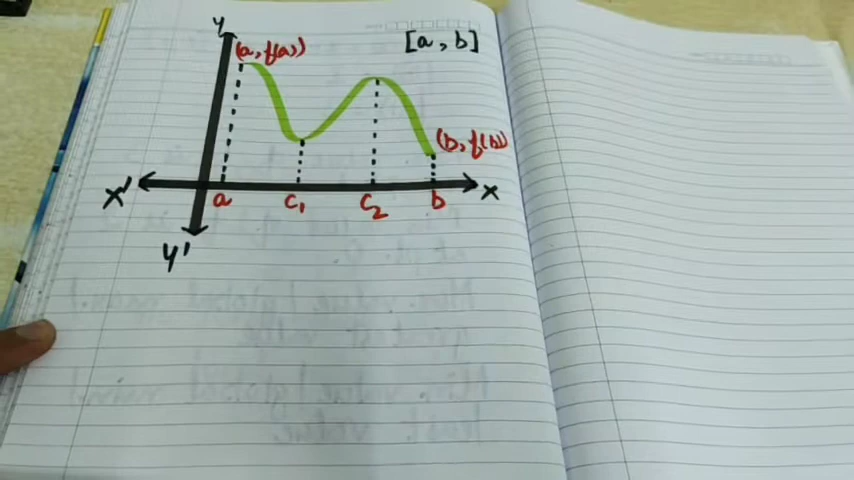 y
(a, f(a))
[a, b]
(b, f(b))
x'
a
c₁
c₂
b
x
y'